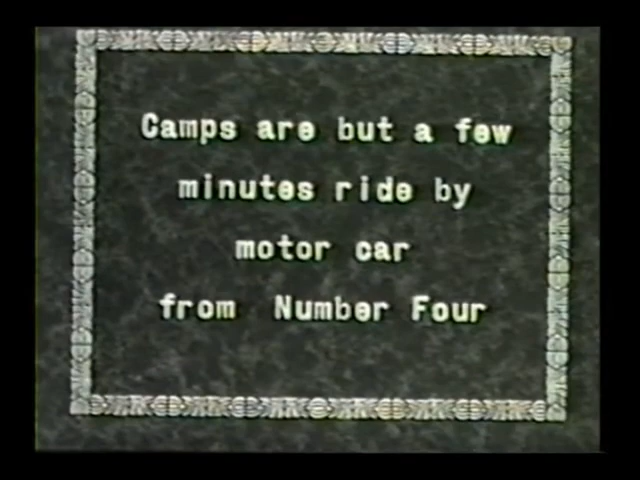 Camps are but a few
minutes ride by
motor car
from Number Four